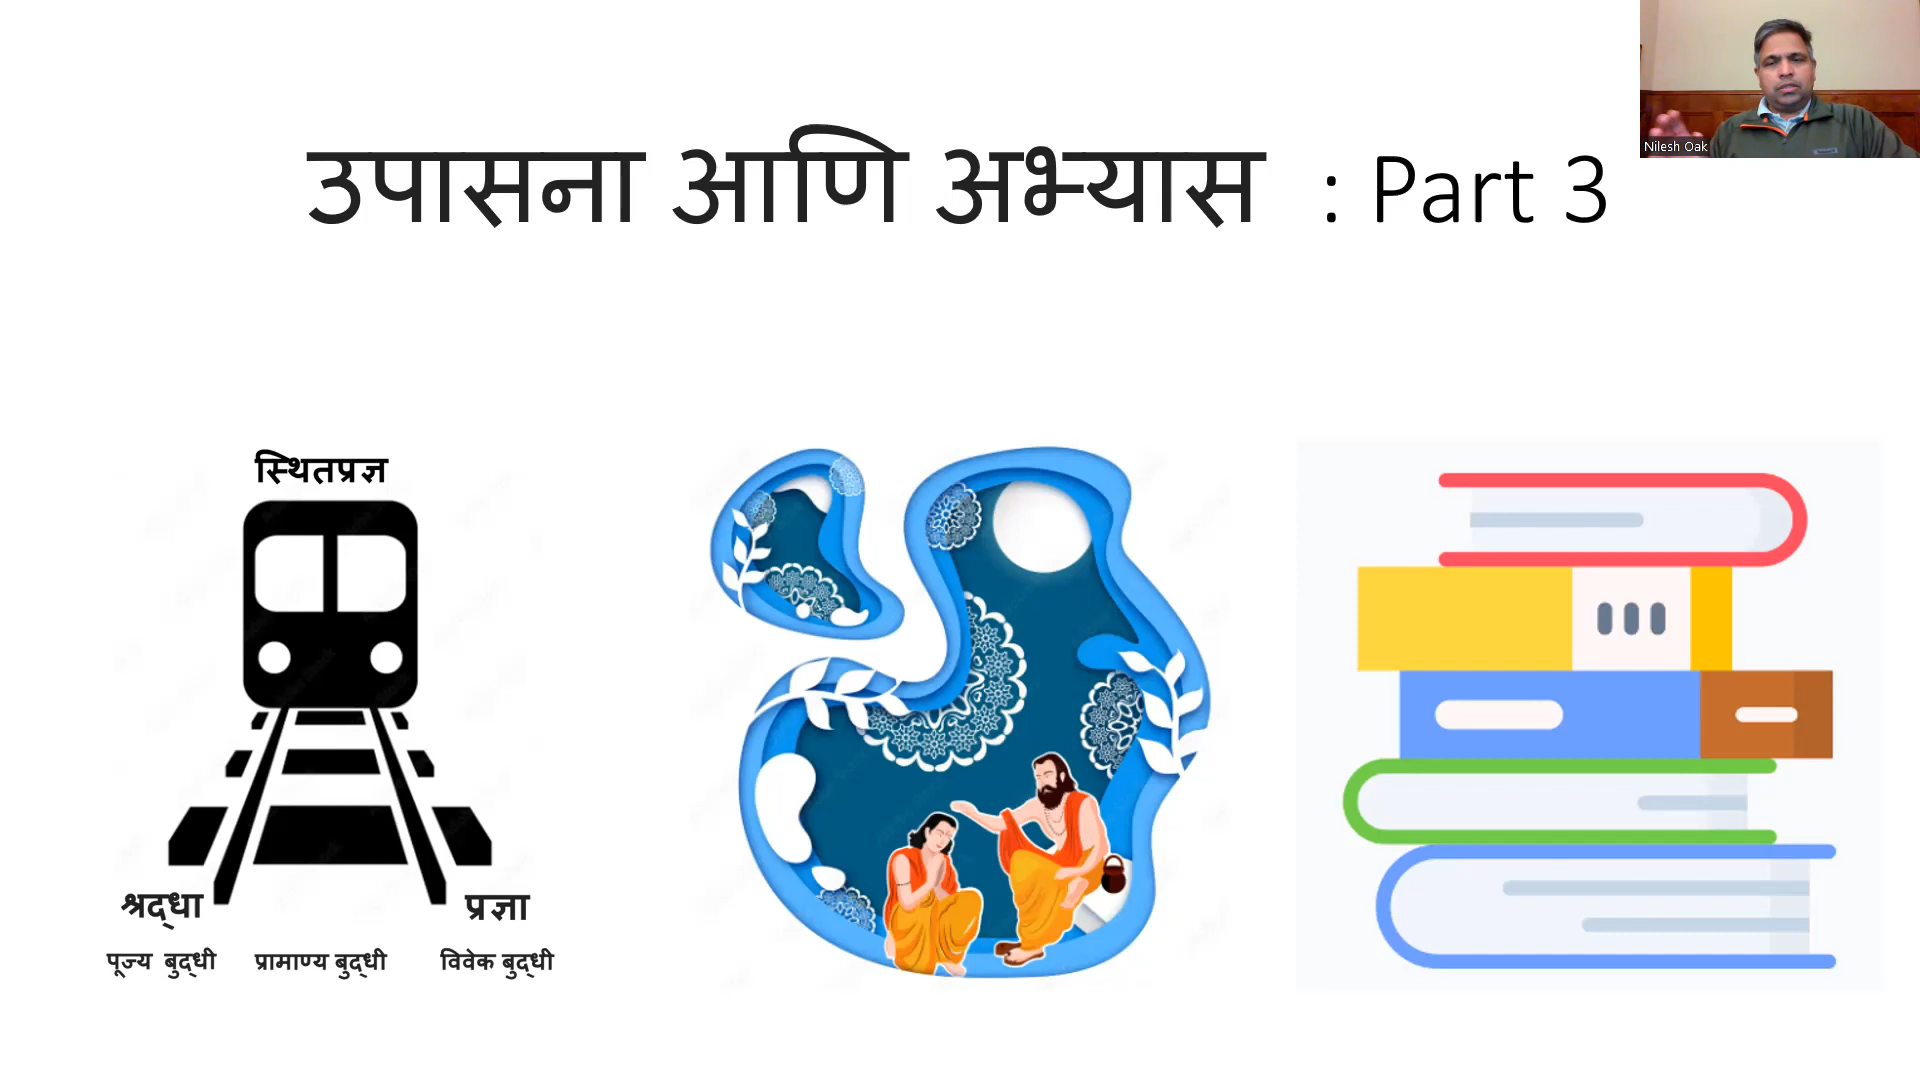 Nilesh Oak
उपासना आणि अभ्यास : Part 3
स्थितप्रज्ञ
श्रद्धा प्रज्ञा
पूज्य बुद्धी प्रामाण्य बुद्धी विवेक बुद्धी